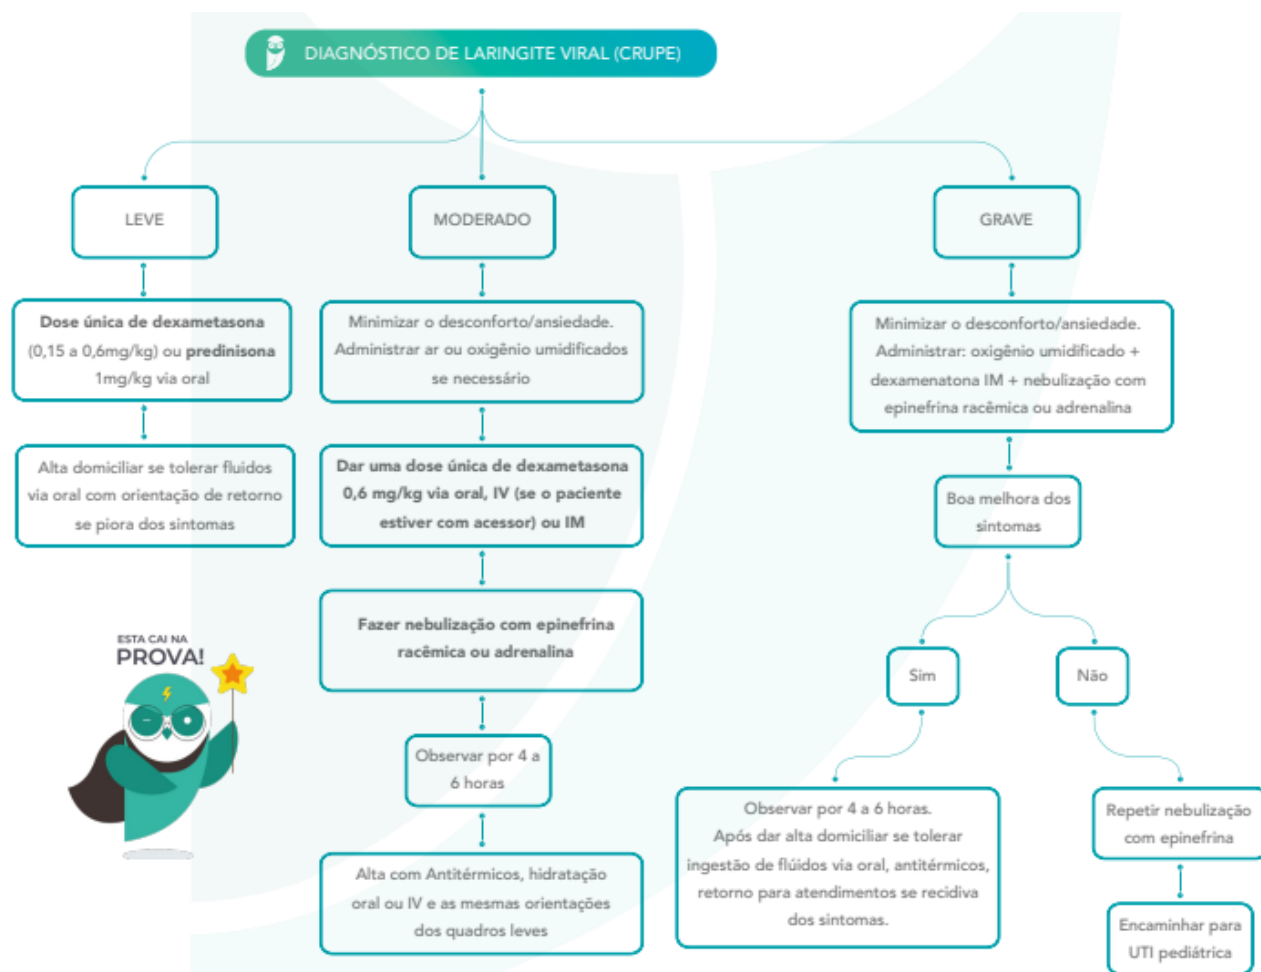 DIAGNÓSTICO DE LARINGITE VIRAL (CRUPE)
LEVE
Dose única de dexametasona
(0,15 a 0,6mg/kg) ou predinisona
1mg/kg via oral
Alta domiciliar se tolerar fluidos
via oral com orientação de retorno
se piora dos sintomas
MODERADO
Minimizar o desconforto/ansiedade.
Administrar ar ou oxigênio umidificados
se necessário
Dar uma dose única de dexametasona
0,6 mg/kg via oral, IV (se o paciente
estiver com acessor) ou IM
Fazer nebulização com epinefrina
racêmica ou adrenalina
Observar por 4 a
6 horas
Alta com Antitérmicos, hidratação
oral ou IV e as mesmas orientações
dos quadros leves
GRAVE
Minimizar o desconforto/ansiedade.
Administrar: oxigênio umidificado +
dexamenatona IM + nebulização com
epinefrina racêmica ou adrenalina
Boa melhora dos
sintomas
Sim
Observar por 4 a 6 horas.
Após dar alta domiciliar se tolerar
ingestão de flúidos via oral, antitérmicos,
retorno para atendimentos se recidiva
dos sintomas.
Não
Repetir nebulização
com epinefrina
Encaminhar para
UTI pediátrica
ESTA CAI NA
PROVA!